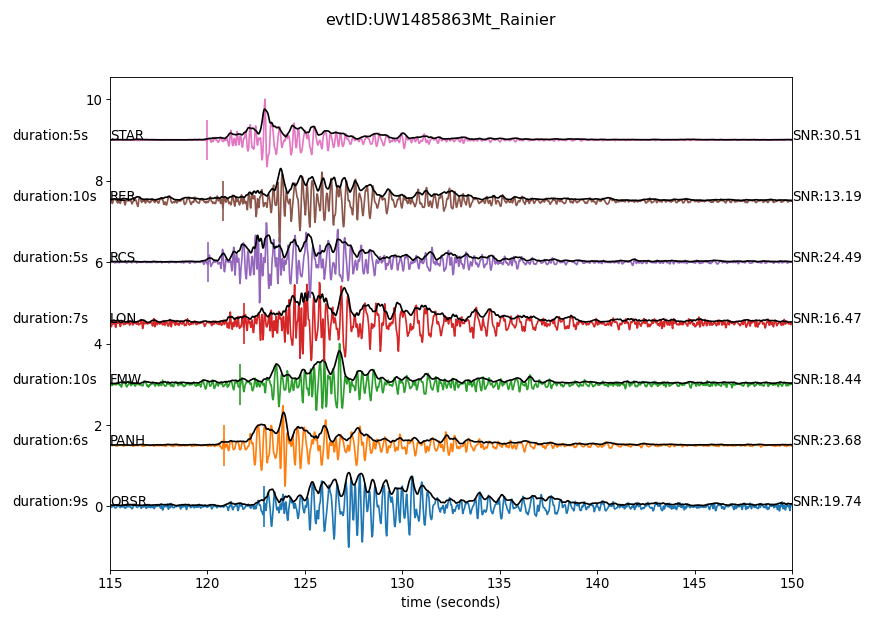 evtID:UW1485863Mt_Rainier
10
duration:5s STAR SNR:30.51
8
duration:10s RER SNR:13.19
duration:5s RCS SNR:24.49
6
duration:7s LON SNR:16.47
4
duration:10s FMW SNR:18.44
2
duration:6s PANH SNR:23.68
duration:9s OBSR SNR:19.74
0
115 120 125 130 135 140 145 150
time (seconds)